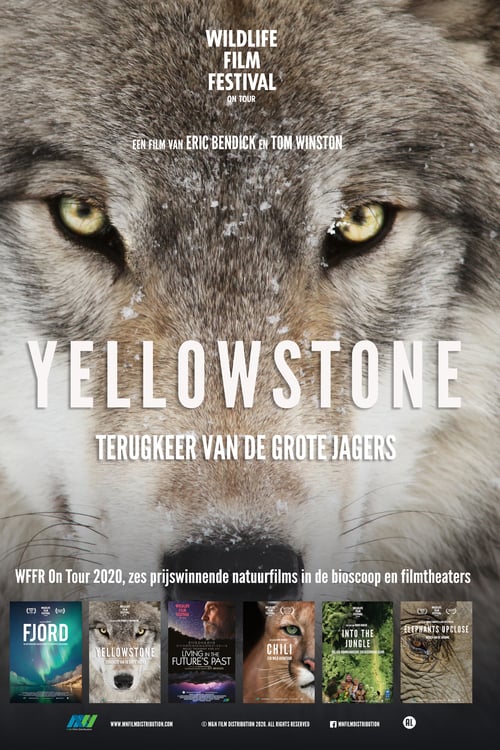 WILDLIFE
FILM
FESTIVAL
ON TOUR
EEN FILM VAN ERIC BENDICK EN TOM WINSTON
YELLOWSTONE
TERUGKEER VAN DE GROTE JAGERS
WFFR On Tour 2020, zes prijswinnende natuurfilms in de bioscoop en filmtheaters
FJORD
YELLOWSTONE
LIVING IN THE
FUTURE'S PAST
CHILI
INTO THE
JUNGLE
ELEPHANTS UPCLOSE
WWW.MNFILMDISTRIBUTION.COM
© M&N FILM DISTRIBUTION 2020. ALL RIGHTS RESERVED
MNFILMDISTRIBUTION
AL